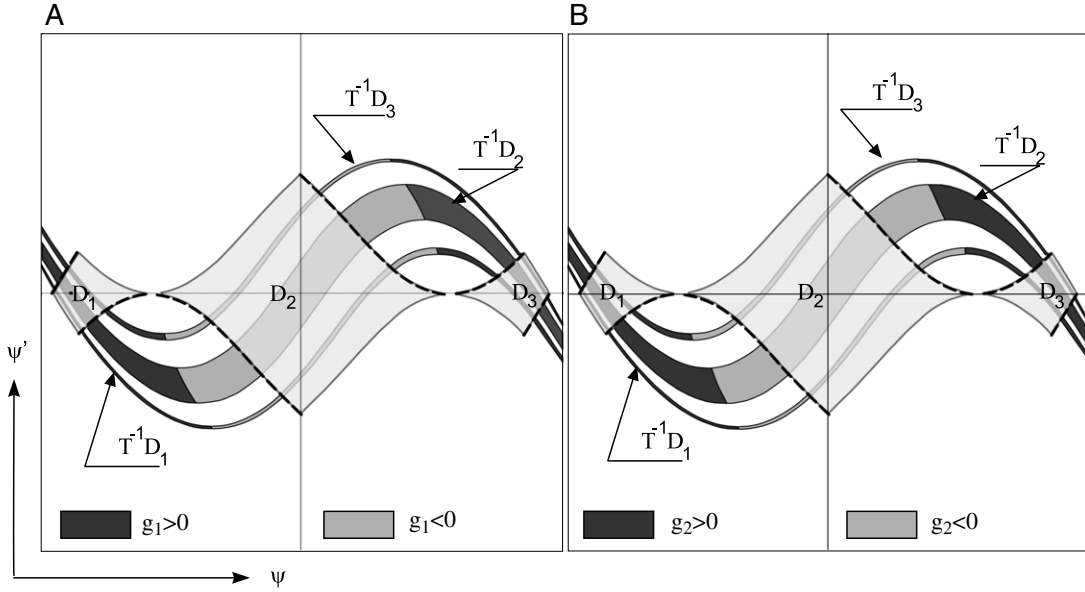 A
B
T⁻¹D₃
T⁻¹D₃
T⁻¹D₂
T⁻¹D₂
D₁
D₂
D₃
D₁
D₂
D₃
ψ'
T⁻¹D₁
T⁻¹D₁
g₁>0
g₁<0
g₂>0
g₂<0
ψ